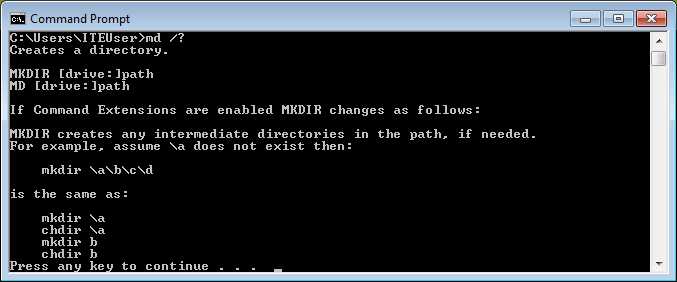 Command Prompt
C:\Users\ITEUser>md /?
Creates a directory.
MKDIR [drive:]path
MD [drive:]path
If Command Extensions are enabled MKDIR changes as follows:
MKDIR creates any intermediate directories in the path, if needed.
For example, assume \a does not exist then:
mkdir \a\b\c\d
is the same as:
mkdir \a
chdir \a
mkdir b
chdir b
Press any key to continue . . . _